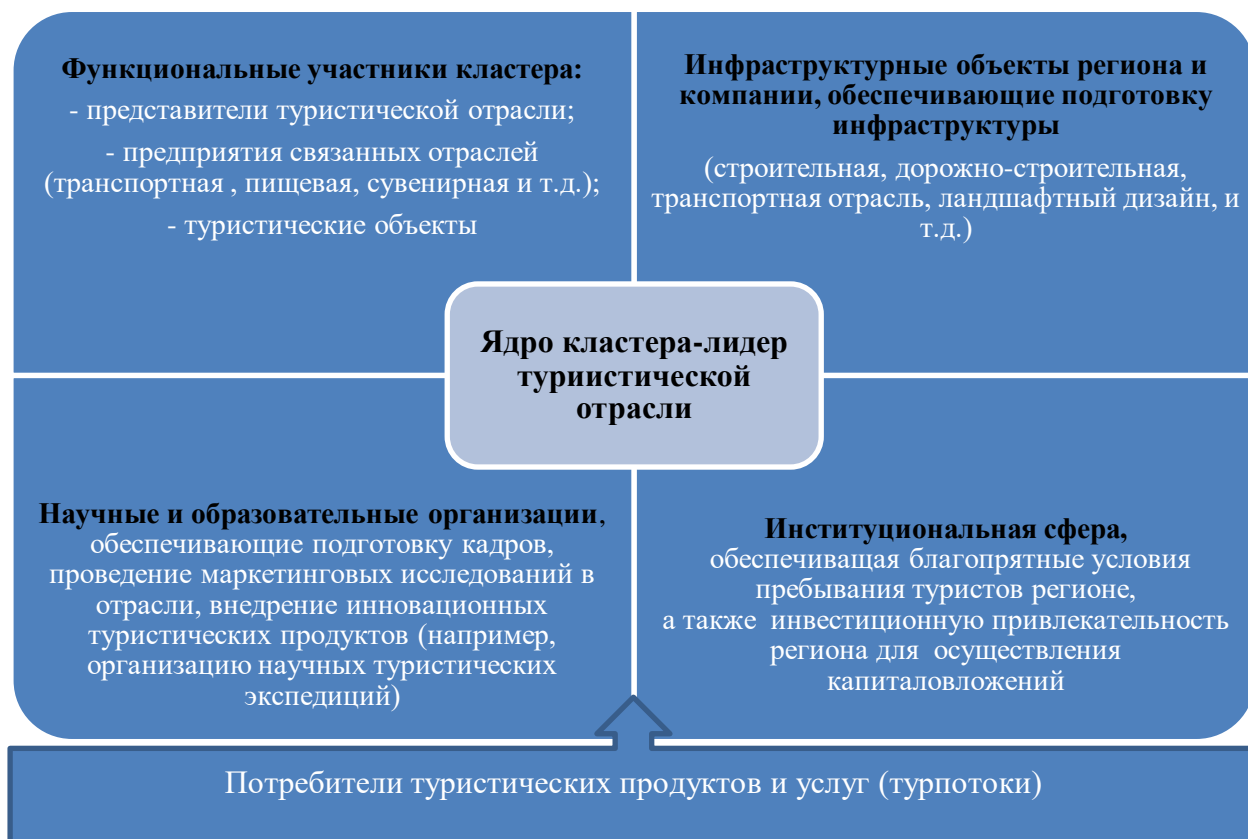 Функциональные участники кластера:
- представители туристической отрасли;
- предприятия связанных отраслей
(транспортная , пищевая, сувенирная и т.д.);
- туристические объекты
Инфраструктурные объекты региона и
компании, обеспечивающие подготовку
инфраструктуры
(строительная, дорожно-строительная,
транспортная отрасль, ландшафтный дизайн, и
т.д.)
Ядро кластера-лидер
туриистической
отрасли
Научные и образовательные организации,
обеспечивающие подготовку кадров,
проведение маркетинговых исследований в
отрасли, внедрение инновационных
туристических продуктов (например,
организацию научных туристических
экспедиций)
Институциональная сфера,
обеспечиващая благопрятные условия
пребывания туристов регионе,
а также инвестиционную привлекательность
региона для осуществления
капиталовложений
Потребители туристических продуктов и услуг (турпотоки)